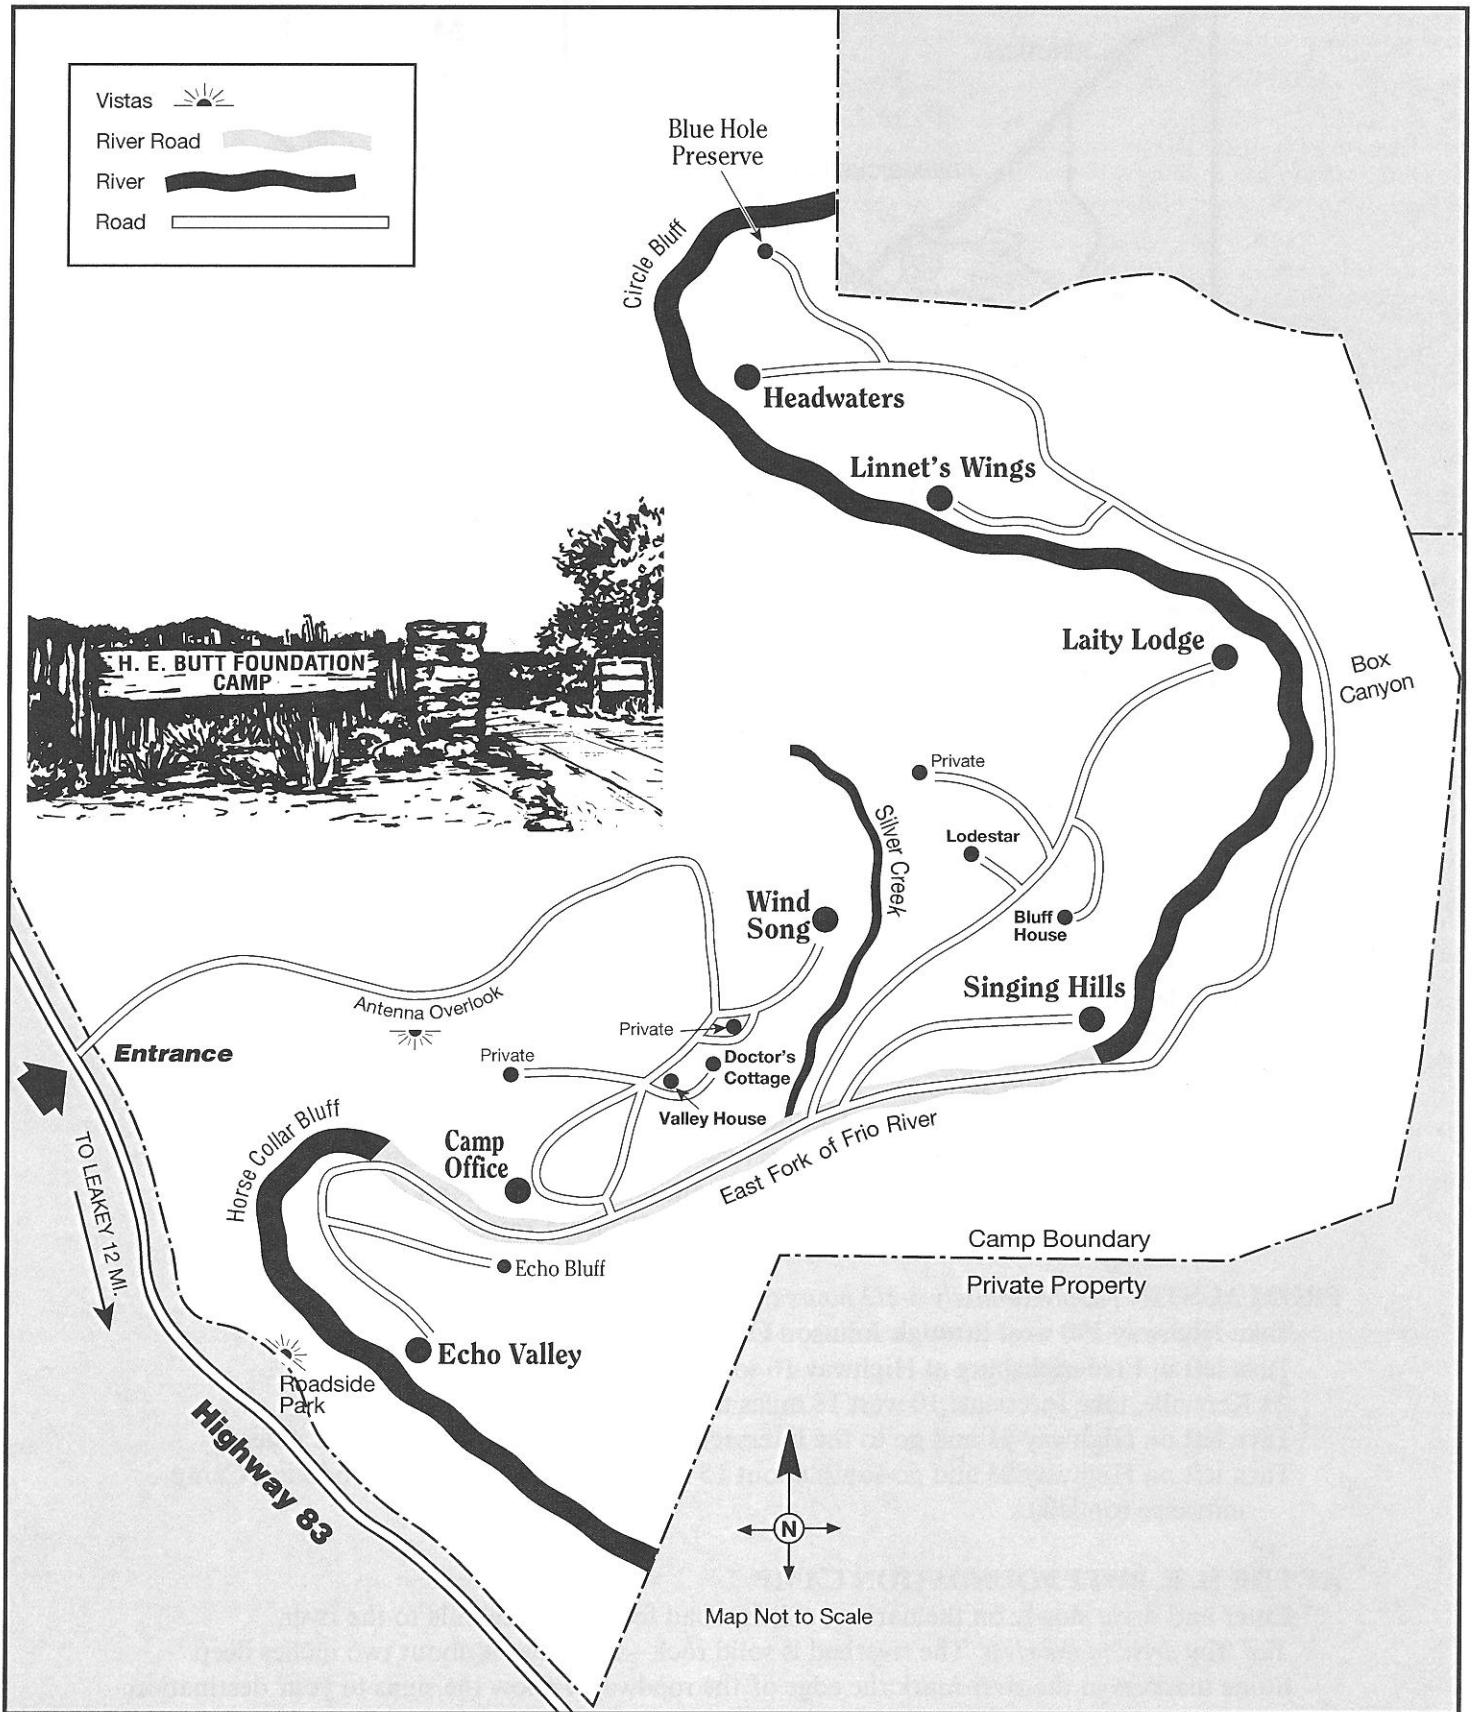 Vistas
River Road
River
Road
Blue Hole
Preserve
Circle Bluff
Headwaters
Linnet's Wings
H. E. BUTT FOUNDATION
CAMP
Laity Lodge
Box
Canyon
Private
Silver Creek
Lodestar
Wind
Song
Bluff
House
Singing Hills
Antenna Overlook
Private
Entrance
Private
Doctor's
Cottage
Valley House
Horse Collar Bluff
Camp
Office
East Fork of Frio River
TO LEAKEY 12 MI.
Camp Boundary
Private Property
Echo Bluff
Echo Valley
Roadside
Park
Highway 83
N
Map Not to Scale